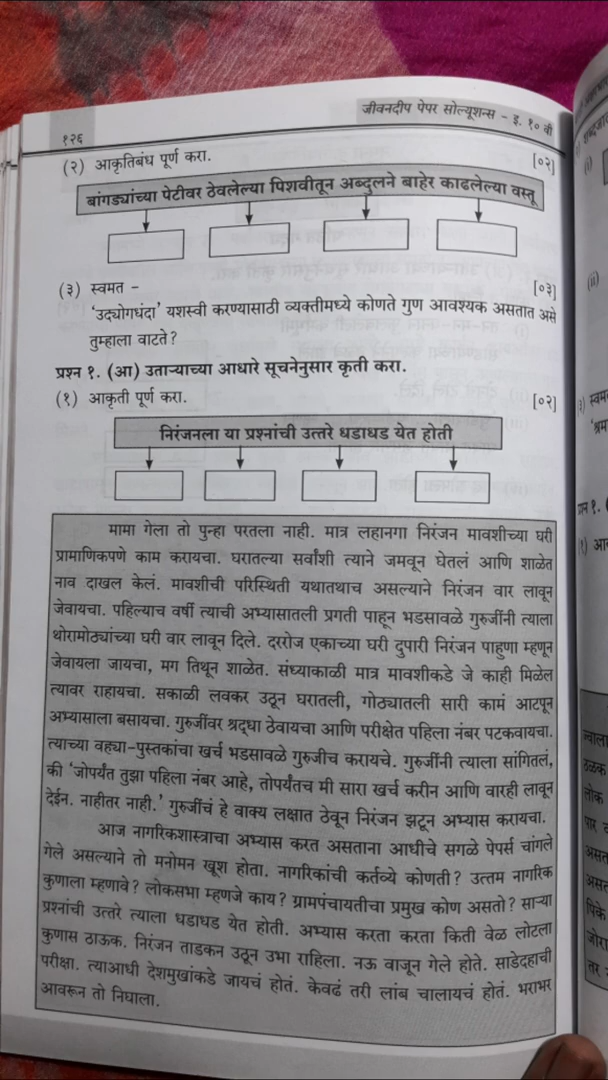 जीवनदीप पेपर सोल्यूशन्स - इ. १० वी
१२६
(२) आकृतिबंध पूर्ण करा. [०२]
बांगड्यांच्या पेटीवर ठेवलेल्या पिशवीतून अब्दुलने बाहेर काढलेल्या वस्तू
(३) स्वमत - [०३]
'उद्योगधंदा' यशस्वी करण्यासाठी व्यक्तीमध्ये कोणते गुण आवश्यक असतात असे
तुम्हाला वाटते?
प्रश्न १. (आ) उताऱ्याच्या आधारे सूचनेनुसार कृती करा.
(१) आकृती पूर्ण करा. [०२]
निरंजनला या प्रश्नांची उत्तरे धडाधड येत होती
मामा गेला तो पुन्हा परतला नाही. मात्र लहानगा निरंजन मावशीच्या घरी
प्रामाणिकपणे काम करायचा. घरातल्या सर्वांशी त्याने जमवून घेतलं आणि शाळेत
नाव दाखल केलं. मावशीची परिस्थिती यथातथाच असल्याने निरंजन वार लावून
जेवायचा. पहिल्याच वर्षी त्याची अभ्यासातली प्रगती पाहून भडसावळे गुरुजींनी त्याला
थोरामोठ्यांच्या घरी वार लावून दिले. दररोज एकाच्या घरी दुपारी निरंजन पाहुणा म्हणून
जेवायला जायचा, मग तिथून शाळेत. संध्याकाळी मात्र मावशीकडे जे काही मिळेल
त्यावर राहायचा. सकाळी लवकर उठून घरातली, गोठ्यातली सारी कामं आटपून
अभ्यासाला बसायचा. गुरुजींवर श्रद्धा ठेवायचा आणि परीक्षेत पहिला नंबर पटकवायचा.
त्याच्या वह्या-पुस्तकांचा खर्च भडसावळे गुरुजीच करायचे. गुरुजींनी त्याला सांगितलं,
की 'जोपर्यंत तुझा पहिला नंबर आहे, तोपर्यंतच मी सारा खर्च करीन आणि वारही लावून
देईन. नाहीतर नाही.' गुरुजींचं हे वाक्य लक्षात ठेवून निरंजन झटून अभ्यास करायचा.
आज नागरिकशास्त्राचा अभ्यास करत असताना आधीचे सगळे पेपर्स चांगले
गेले असल्याने तो मनोमन खूश होता. नागरिकांची कर्तव्ये कोणती? उत्तम नागरिक
कुणाला म्हणावे? लोकसभा म्हणजे काय? ग्रामपंचायतीचा प्रमुख कोण असतो? साऱ्या
प्रश्नांची उत्तरे त्याला धडाधड येत होती. अभ्यास करता करता किती वेळ लोटला
कुणास ठाऊक. निरंजन ताडकन उठून उभा राहिला. नऊ वाजून गेले होते. साडेदहाची
परीक्षा. त्याआधी देशमुखांकडे जायचं होतं. केवढं तरी लांब चालायचं होतं. भराभर
आवरून तो निघाला.
(i)
(ii)